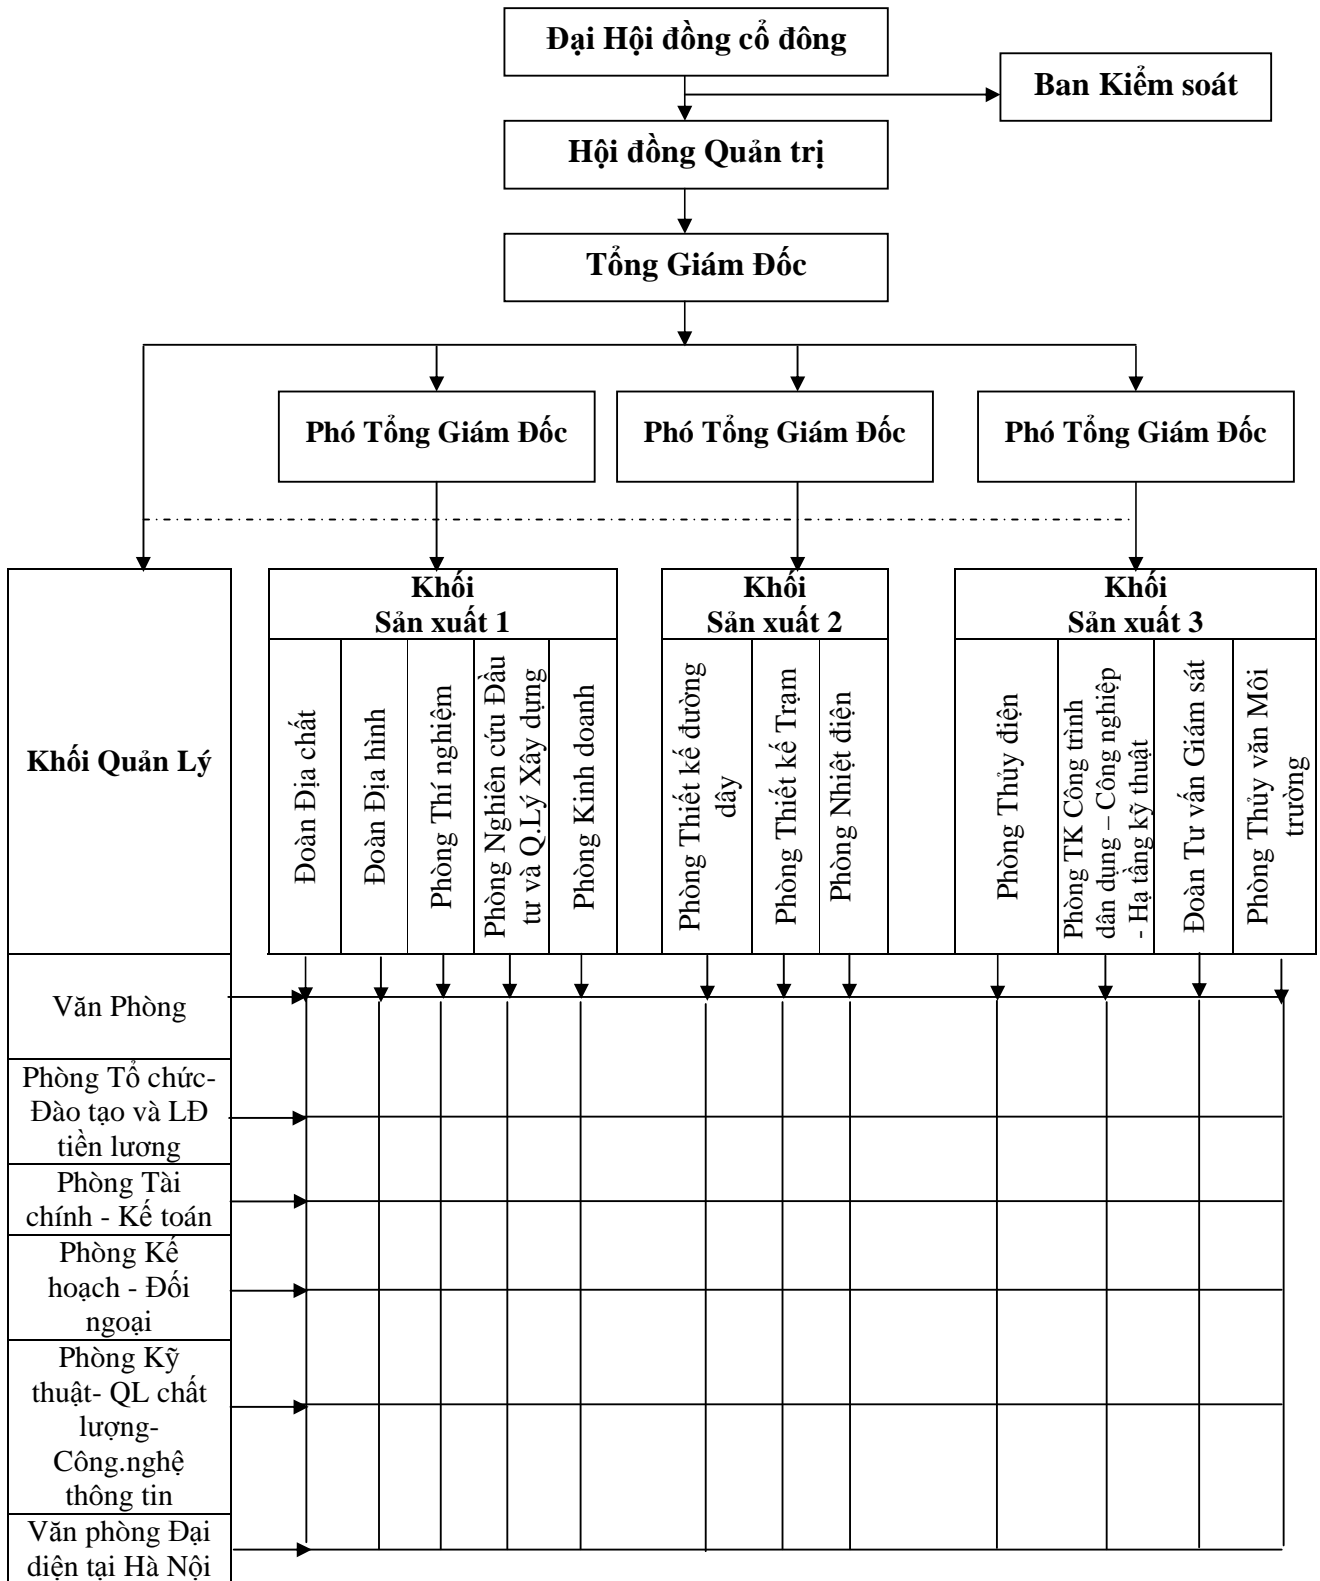 Đại Hội đồng cổ đông
Ban Kiểm soát
Hội đồng Quản trị
Tổng Giám Đốc
Phó Tổng Giám Đốc
Phó Tổng Giám Đốc
Phó Tổng Giám Đốc
Khối Quản Lý
Khối
Sản xuất 1
Đoàn Địa chất
Đoàn Địa hình
Phòng Thí nghiệm
Phòng Nghiên cứu Đầu
tư và Q.Lý Xây dựng
Phòng Kinh doanh
Khối
Sản xuất 2
Phòng Thiết kế đường
dây
Phòng Thiết kế Trạm
Phòng Nhiệt điện
Khối
Sản xuất 3
Phòng Thủy điện
Phòng TK Công trình
dân dụng – Công nghiệp
- Hạ tầng kỹ thuật
Đoàn Tư vấn Giám sát
Phòng Thủy văn Môi
trường
Văn Phòng
Phòng Tổ chức-
Đào tạo và LĐ
tiền lương
Phòng Tài
chính - Kế toán
Phòng Kế
hoạch - Đối
ngoại
Phòng Kỹ
thuật- QL chất
lượng-
Công.nghệ
thông tin
Văn phòng Đại
diện tại Hà Nội